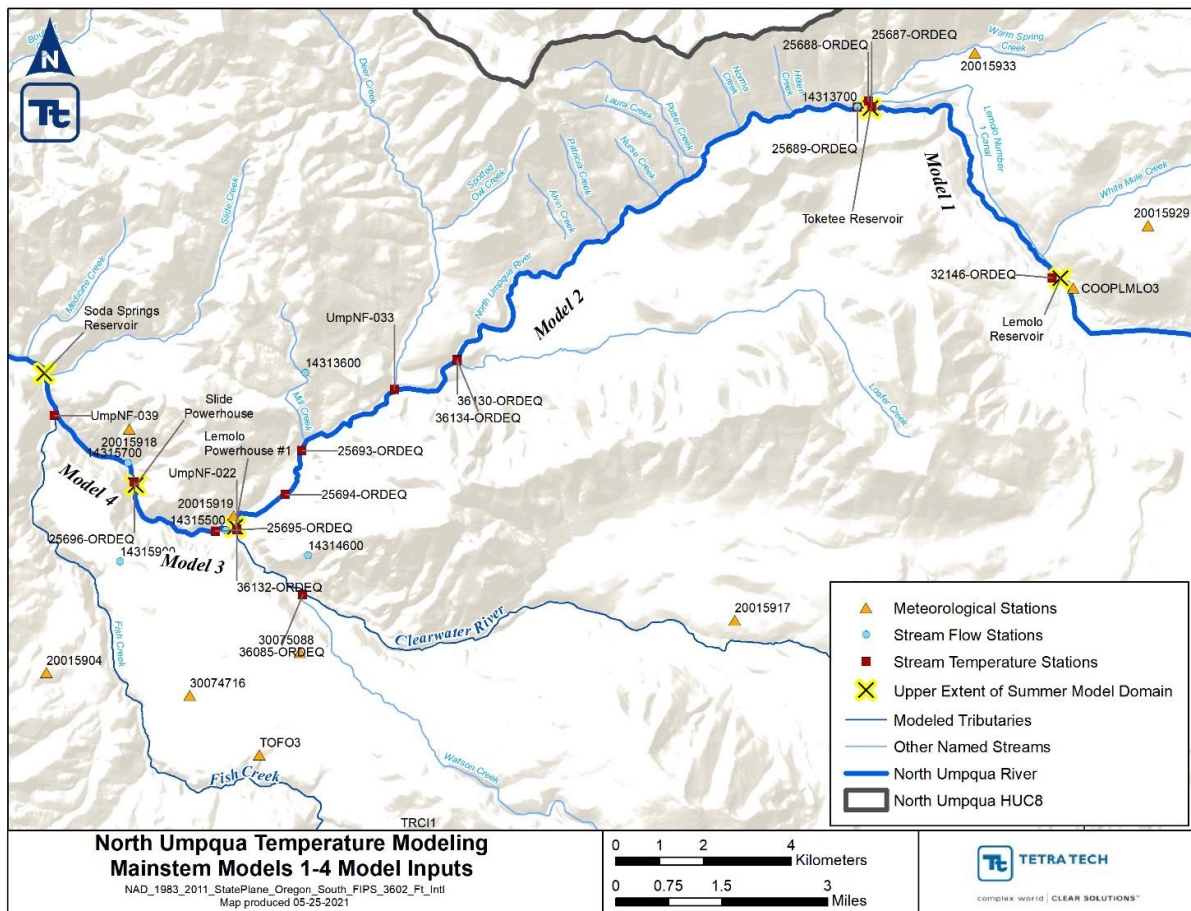 N
Tt
Deer Creek
Warm Spring
Creek
25687-ORDEQ
25688-ORDEQ
20015933
Norma
Creek
Helen
Creek
Laura Creek
Potter Creek
14313700
25689-ORDEQ
Lemolo Number
1 Canal
Patricia Creek
Nurse Creek
Model 1
White Mule Creek
Spotted
Owl Creek
Slide Creek
Alvin Creek
Toketee Reservoir
20015929
Medicine Creek
North Umpqua River
32146-ORDEQ
COOPLMLO3
Lemolo
Reservoir
Soda Springs
Reservoir
UmpNF-033
Model 2
14313600
Mill Creek
36130-ORDEQ
36134-ORDEQ
Loafer Creek
Slide
Powerhouse
UmpNF-039
20015918
14315700
Lemolo
Powerhouse #1
25693-ORDEQ
UmpNF-022
Model 4
25694-ORDEQ
20015919
14315500
25695-ORDEQ
25696-ORDEQ
14314600
Model 3
36132-ORDEQ
Fish Creek
30075088
36085-ORDEQ
Clearwater River
20015917
20015904
30074716
TOFO3
Watson Creek
Fish Creek
TRCI1
Meteorological Stations
Stream Flow Stations
Stream Temperature Stations
Upper Extent of Summer Model Domain
Modeled Tributaries
Other Named Streams
North Umpqua River
North Umpqua HUC8
North Umpqua Temperature Modeling
Mainstem Models 1-4 Model Inputs
NAD_1983_2011_StatePlane_Oregon_South_FIPS_3602_Ft_Intl
Map produced 05-25-2021
0 1 2 4
Kilometers
0 0.75 1.5 3
Miles
Tt TETRA TECH
complex world | CLEAR SOLUTIONS™